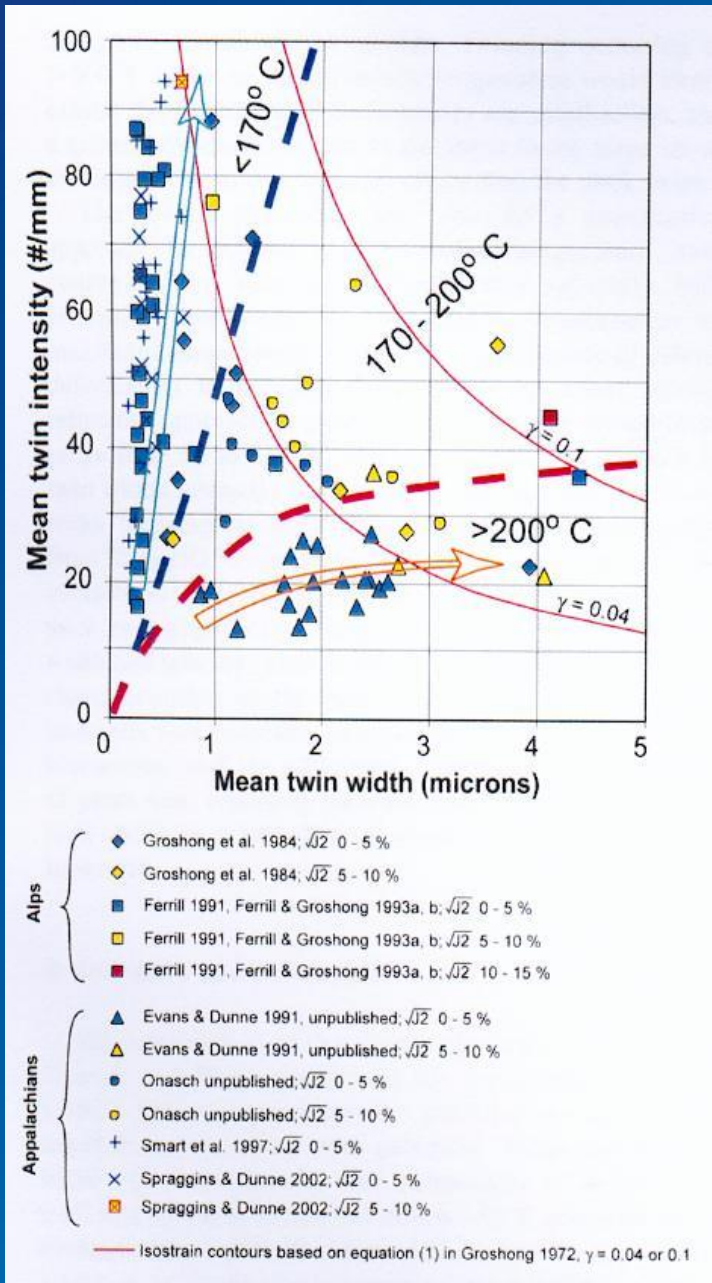 100
80
60
40
20
0
Mean twin intensity (#/mm)
<170° C
170 - 200° C
γ = 0.1
>200° C
γ = 0.04
0
1
2
3
4
5
Mean twin width (microns)
Alps
Groshong et al. 1984; √J2 0 - 5 %
Groshong et al. 1984; √J2 5 - 10 %
Ferrill 1991, Ferrill & Groshong 1993a, b; √J2 0 - 5%
Ferrill 1991, Ferrill & Groshong 1993a, b; √J2 5 - 10%
Ferrill 1991, Ferrill & Groshong 1993a, b; √J2 10 - 15 %
Appalachians
Evans & Dunne 1991, unpublished; √J2 0 - 5 %
Evans & Dunne 1991, unpublished; √J2 5 - 10%
Onasch unpublished; √J2 0 - 5%
Onasch unpublished; √J2 5 - 10%
Smart et al. 1997; √J2 0 - 5%
Spraggins & Dunne 2002; √J2 0 - 5%
Spraggins & Dunne 2002; √J2 5 - 10%
Isostrain contours based on equation (1) in Groshong 1972, γ = 0.04 or 0.1